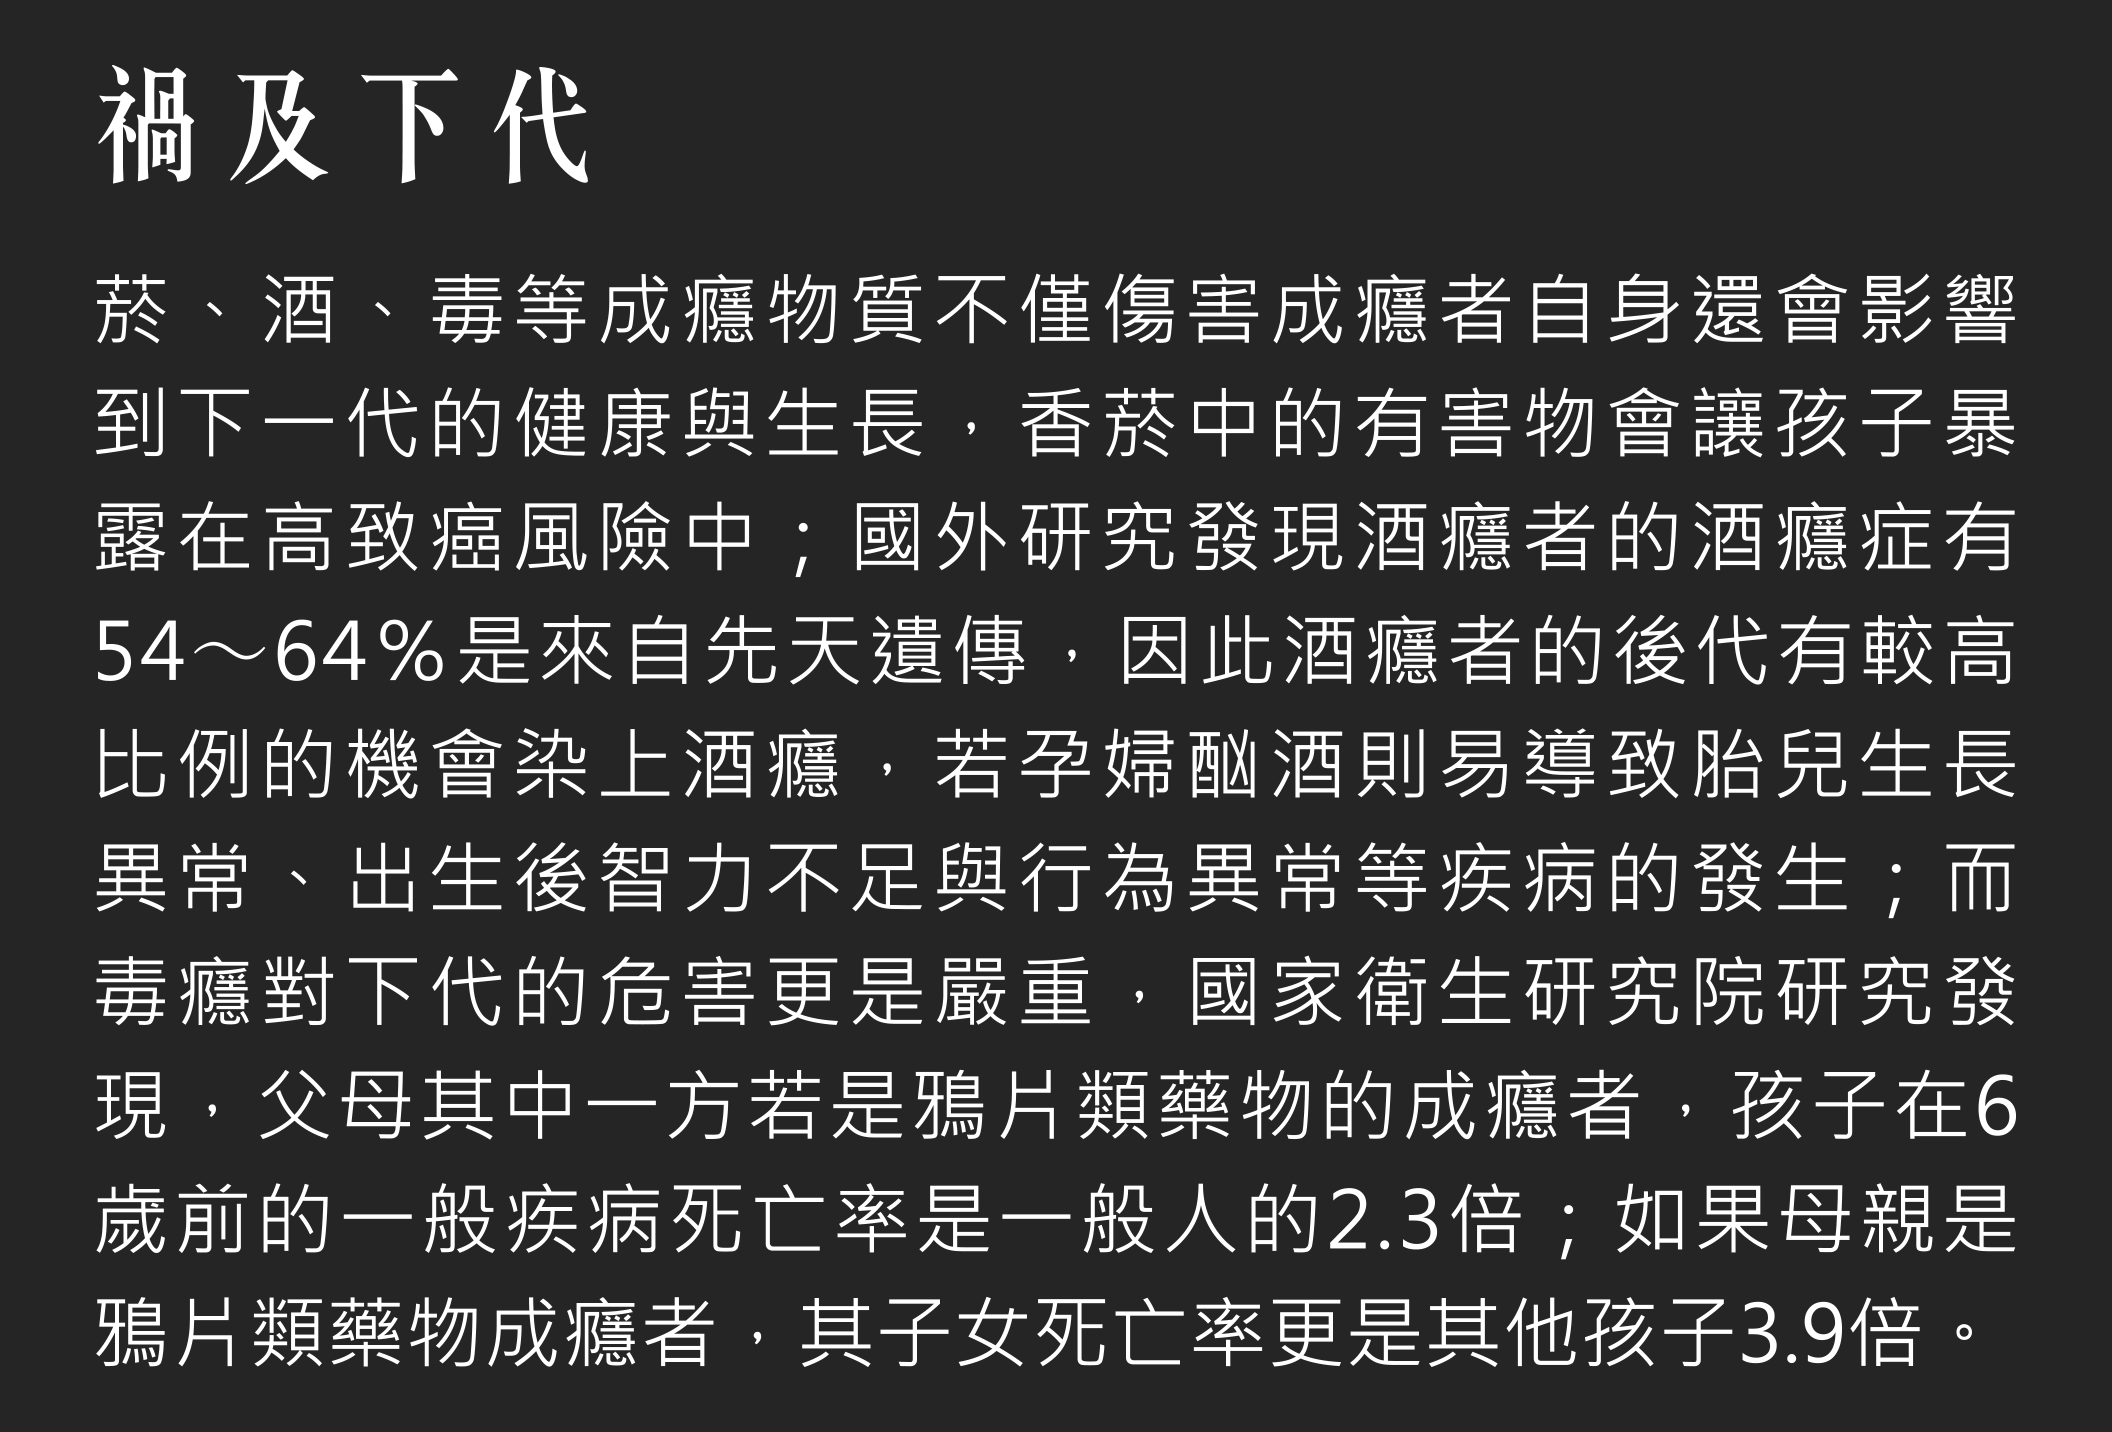 禍及下代
菸、酒、毒等成癮物質不僅傷害成癮者自身還會影響
到下一代的健康與生長，香菸中的有害物會讓孩子暴
露在高致癌風險中；國外研究發現酒癮者的酒癮症有
54～64%是來自先天遺傳，因此酒癮者的後代有較高
比例的機會染上酒癮，若孕婦酗酒則易導致胎兒生長
異常、出生後智力不足與行為異常等疾病的發生；而
毒癮對下代的危害更是嚴重，國家衛生研究院研究發
現，父母其中一方若是鴉片類藥物的成癮者，孩子在6
歲前的一般疾病死亡率是一般人的2.3倍；如果母親是
鴉片類藥物成癮者，其子女死亡率更是其他孩子3.9倍。